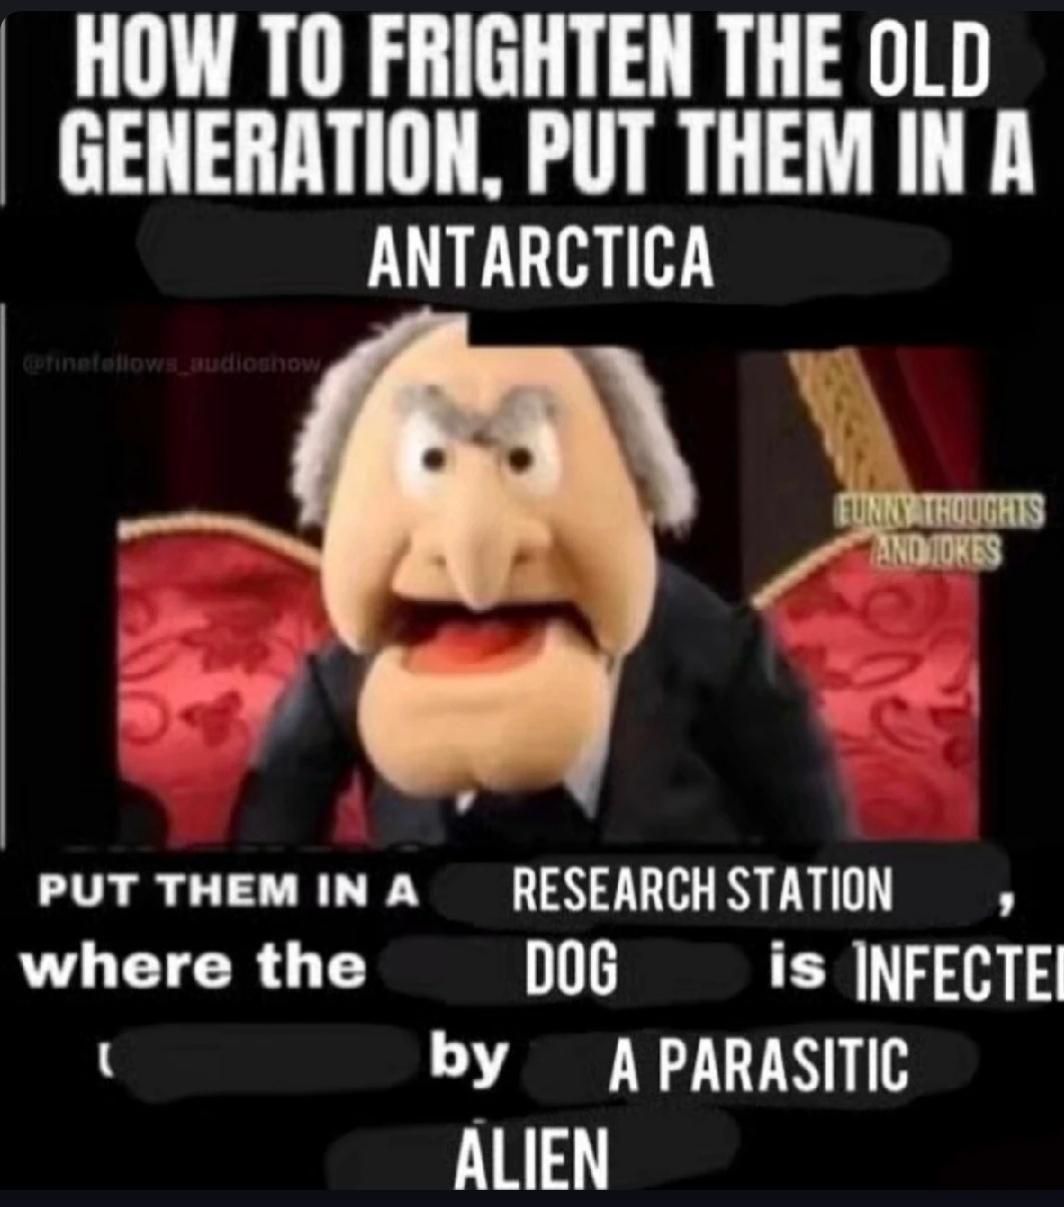 HOW TO FRIGHTEN THE OLD
GENERATION, PUT THEM IN A
ANTARCTICA
@finefellows_audioshow
FUNNY THOUGHTS
AND JOKES
PUT THEM IN A RESEARCH STATION ,
where the DOG is INFECTE
by A PARASITIC
ALIEN